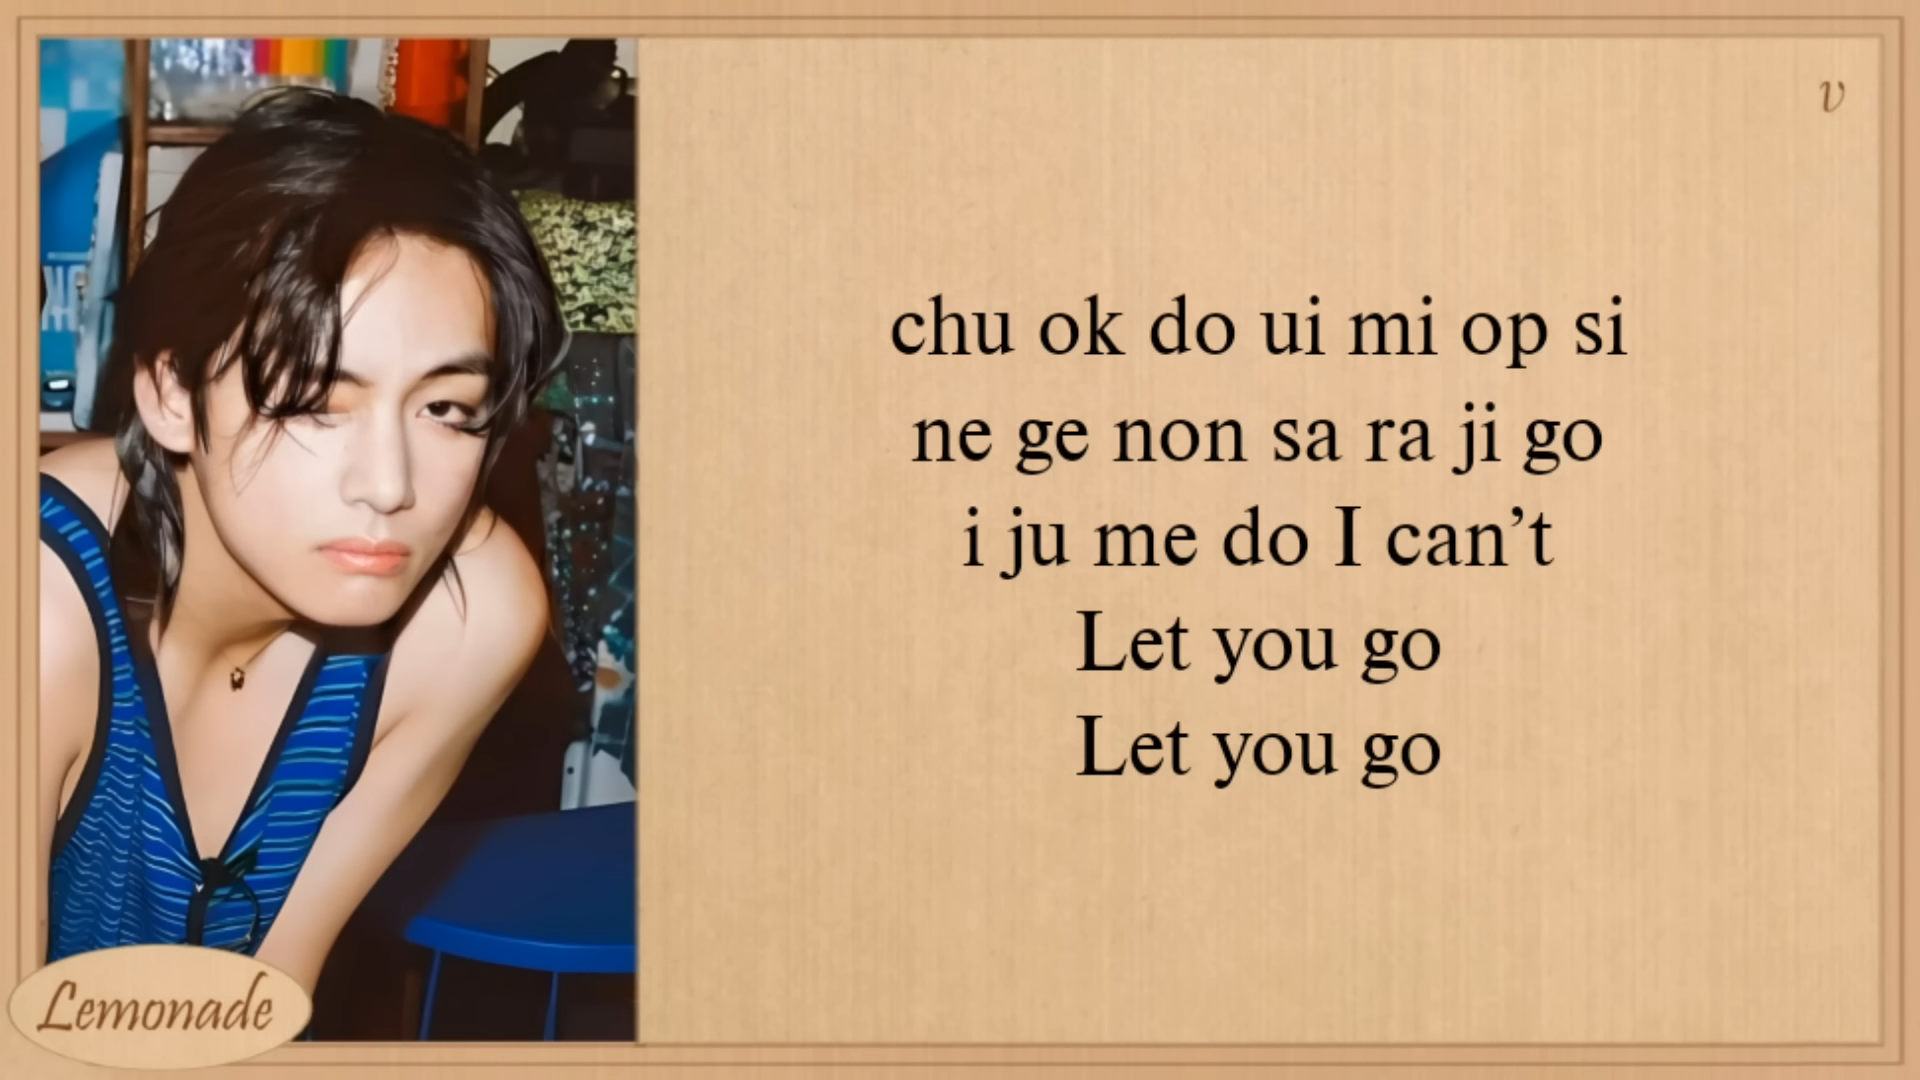 v
chu ok do ui mi op si
ne ge non sa ra ji go
i ju me do I can’t
Let you go
Let you go
Lemonade